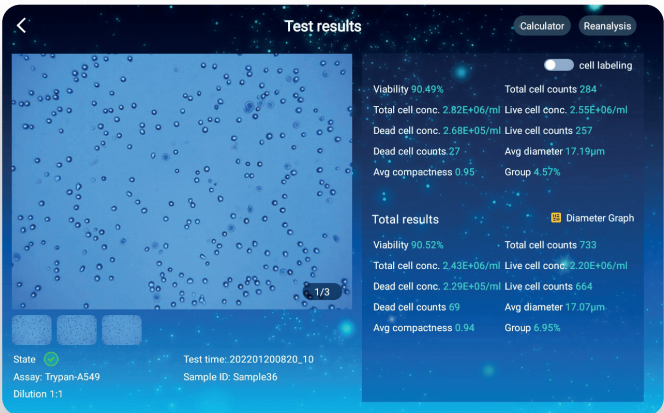 Test results
Calculator
Reanalysis
cell labeling
Viability 90.49% Total cell counts 284
Total cell conc. 2.82E+06/ml Live cell conc. 2.55E+06/ml
Dead cell conc. 2.68E+05/ml Live cell counts 257
Dead cell counts 27 Avg diameter 17.19μm
Avg compactness 0.95 Group 4.57%
Total results Diameter Graph
Viability 90.52% Total cell counts 733
Total cell conc. 2.43E+06/ml Live cell conc. 2.20E+06/ml
Dead cell conc. 2.29E+05/ml Live cell counts 664
Dead cell counts 69 Avg diameter 17.07μm
Avg compactness 0.94 Group 6.95%
1/3
State Test time: 202201200820_10
Assay: Trypan-A549 Sample ID: Sample36
Dilution 1:1